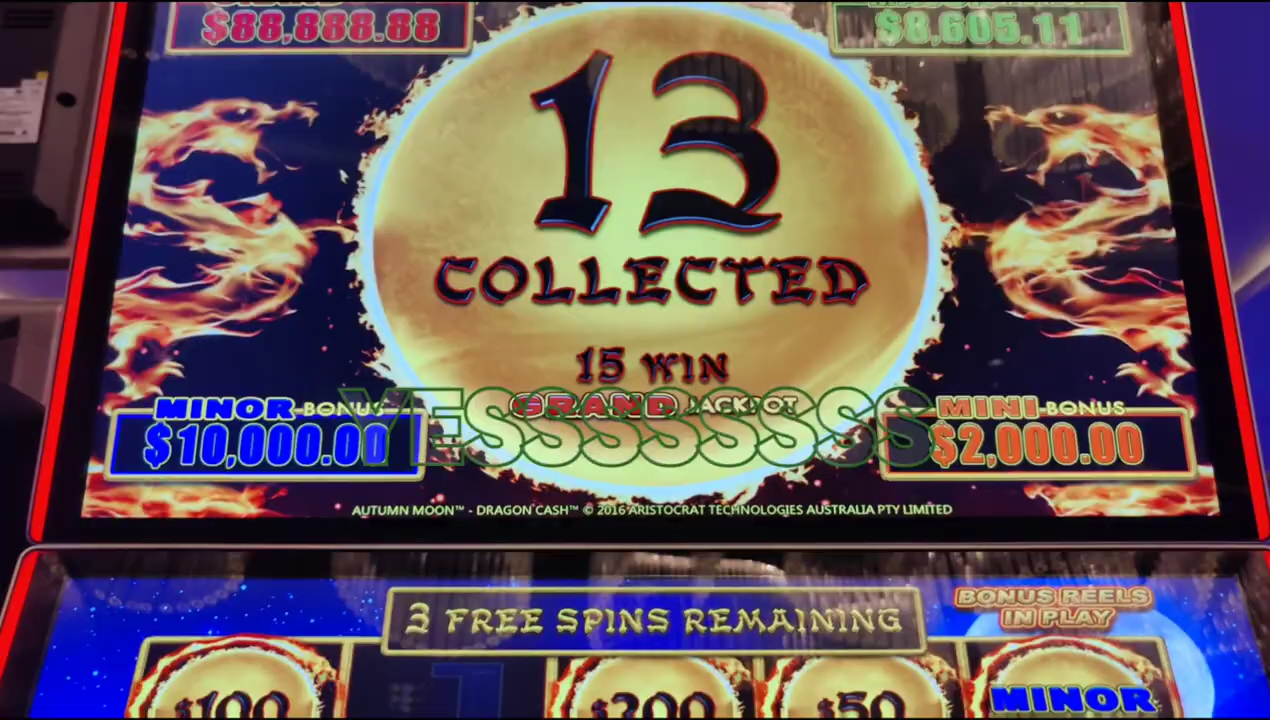 $88,888.88
$8,605.11
13
COLLECTED
15 WIN
GRAND JACKPOT
MINOR BONUS
$10,000.00
YESSSSSSSSS
MINI BONUS
$2,000.00
AUTUMN MOON™ - DRAGON CASH™ © 2016 ARISTOCRAT TECHNOLOGIES AUSTRALIA PTY LIMITED
3 FREE SPINS REMAINING
BONUS REELS
IN PLAY
$100
$200
$50
MINOR